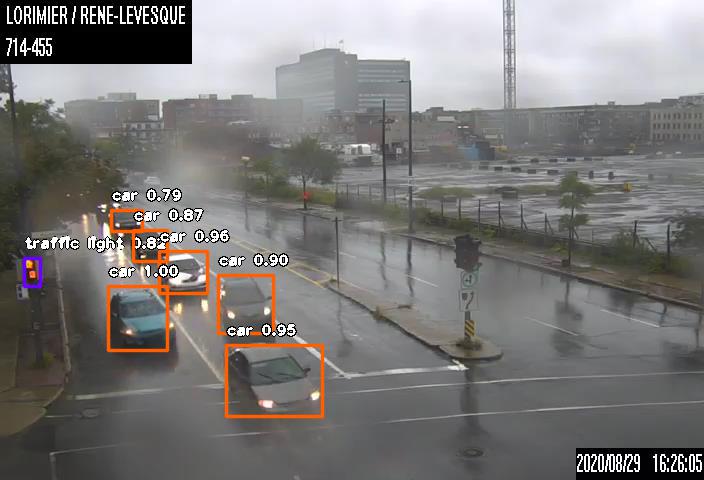 LORIMIER / RENE-LEVESQUE
714-455
car 0.79
car 0.87
traffic light 0.82
car 0.96
car 1.00
car 0.90
car 0.95
2020/08/29 16:26:05